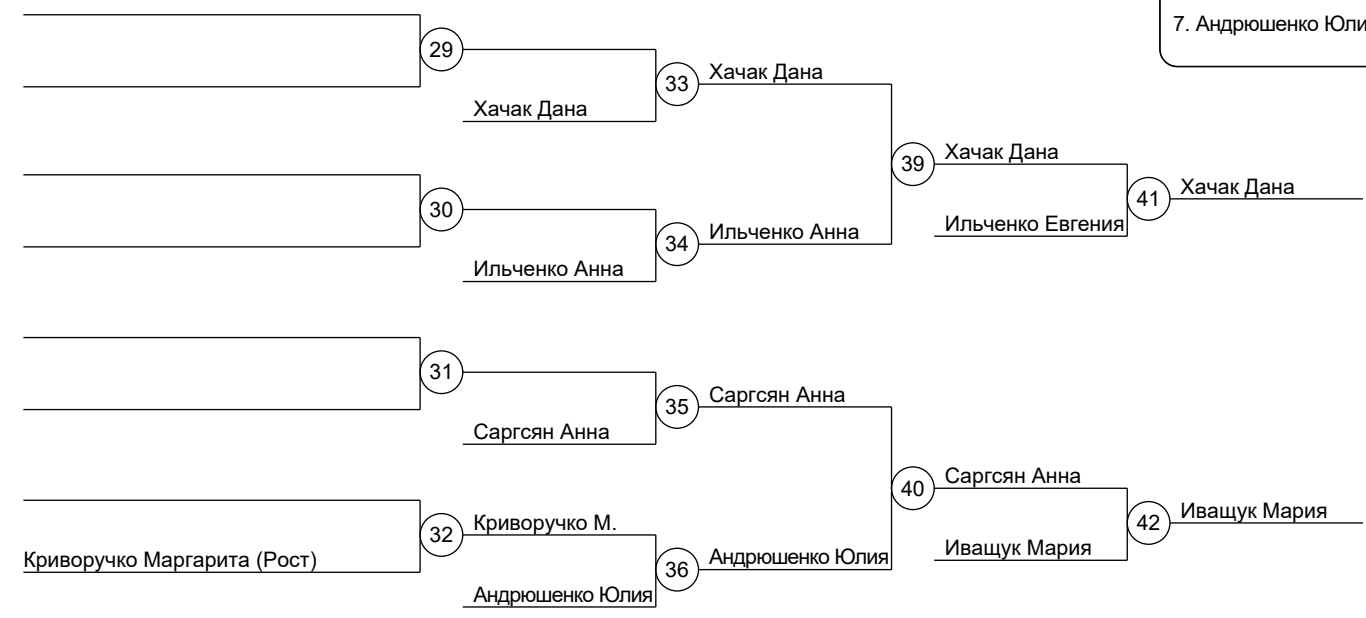 7. Андрюшенко Юли
29
33
Хачак Дана
Хачак Дана
39
Хачак Дана
41
Хачак Дана
30
34
Ильченко Анна
Ильченко Евгения
Ильченко Анна
31
35
Саргсян Анна
Саргсян Анна
40
Саргсян Анна
42
Иващук Мария
32
Криворучко М.
Иващук Мария
Криворучко Маргарита (Рост)
36
Андрюшенко Юлия
Андрюшенко Юлия